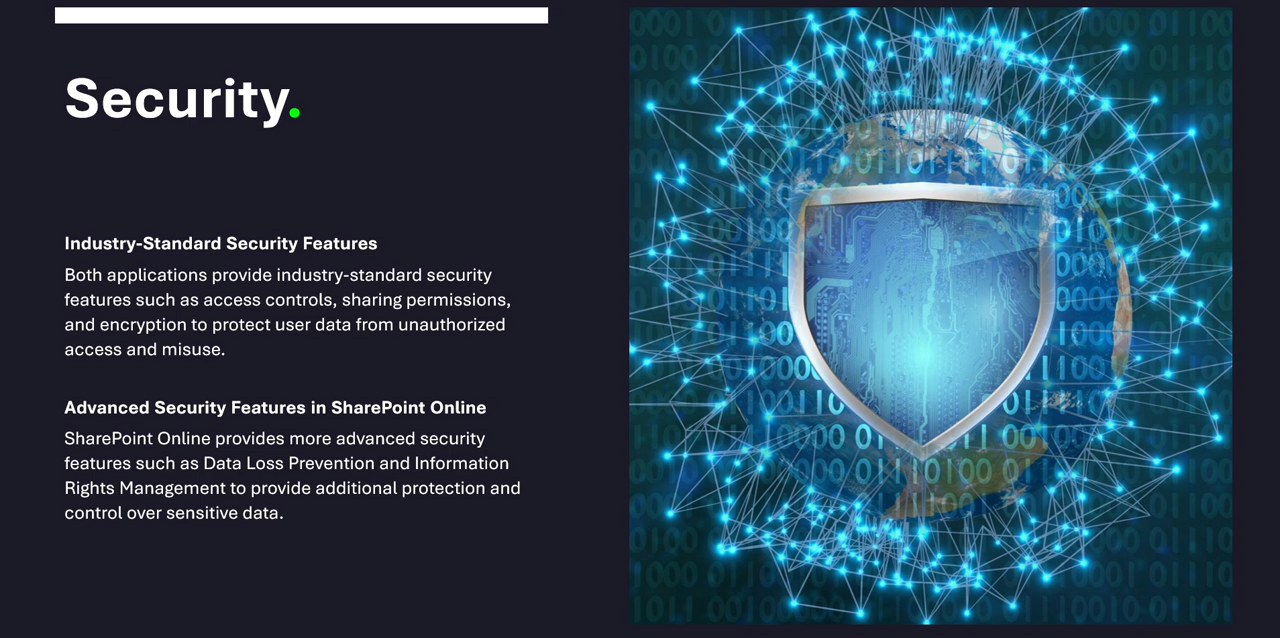 Security.
Industry-Standard Security Features
Both applications provide industry-standard security
features such as access controls, sharing permissions,
and encryption to protect user data from unauthorized
access and misuse.
Advanced Security Features in SharePoint Online
SharePoint Online provides more advanced security
features such as Data Loss Prevention and Information
Rights Management to provide additional protection and
control over sensitive data.